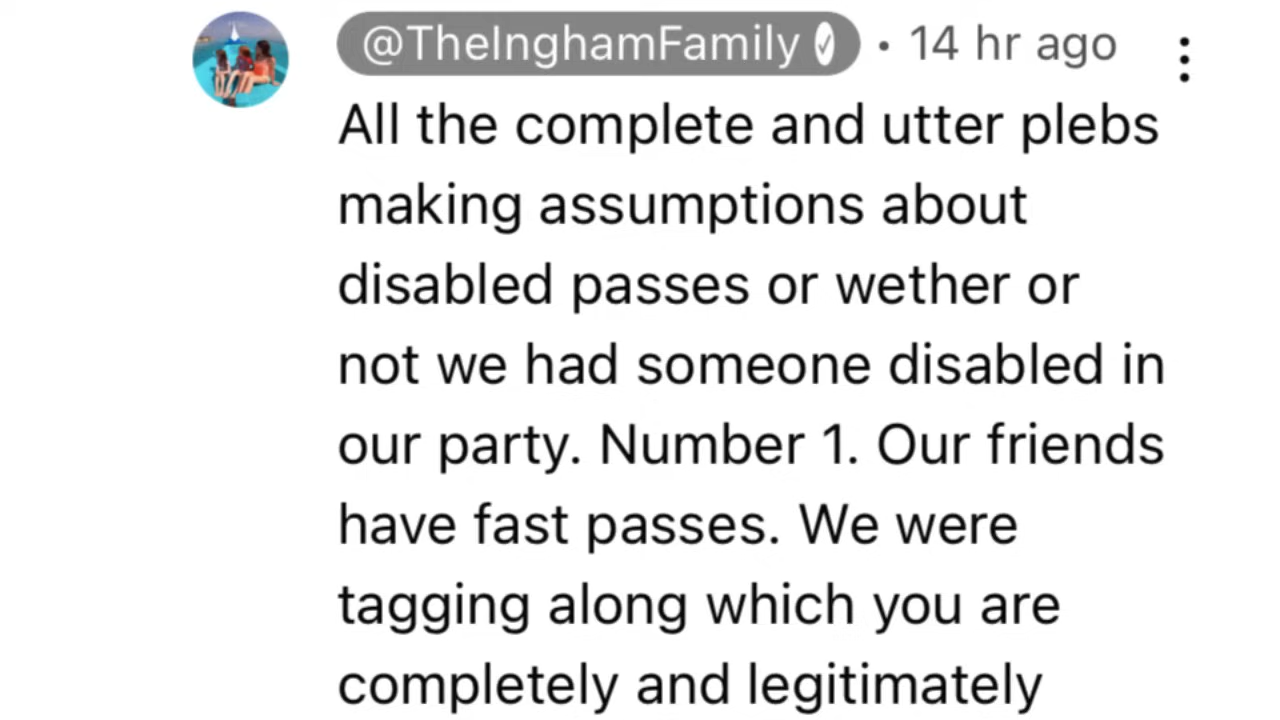 @TheInghamFamily • 14 hr ago
All the complete and utter plebs
making assumptions about
disabled passes or wether or
not we had someone disabled in
our party. Number 1. Our friends
have fast passes. We were
tagging along which you are
completely and legitimately